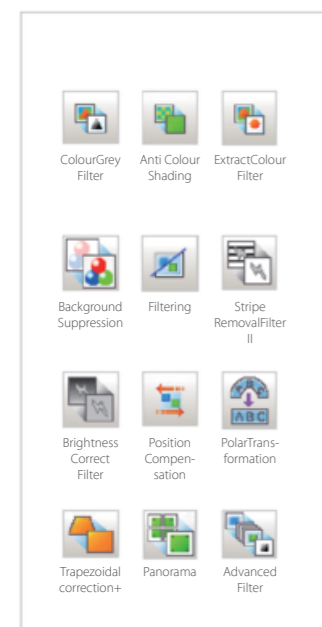 ColourGrey
Filter
Anti Colour
Shading
ExtractColour
Filter
Background
Suppression
Filtering
Stripe
RemovalFilter
II
Brightness
Correct
Filter
Position
Compen-
sation
ABC
PolarTrans-
formation
Trapezoidal
correction+
Panorama
Advanced
Filter